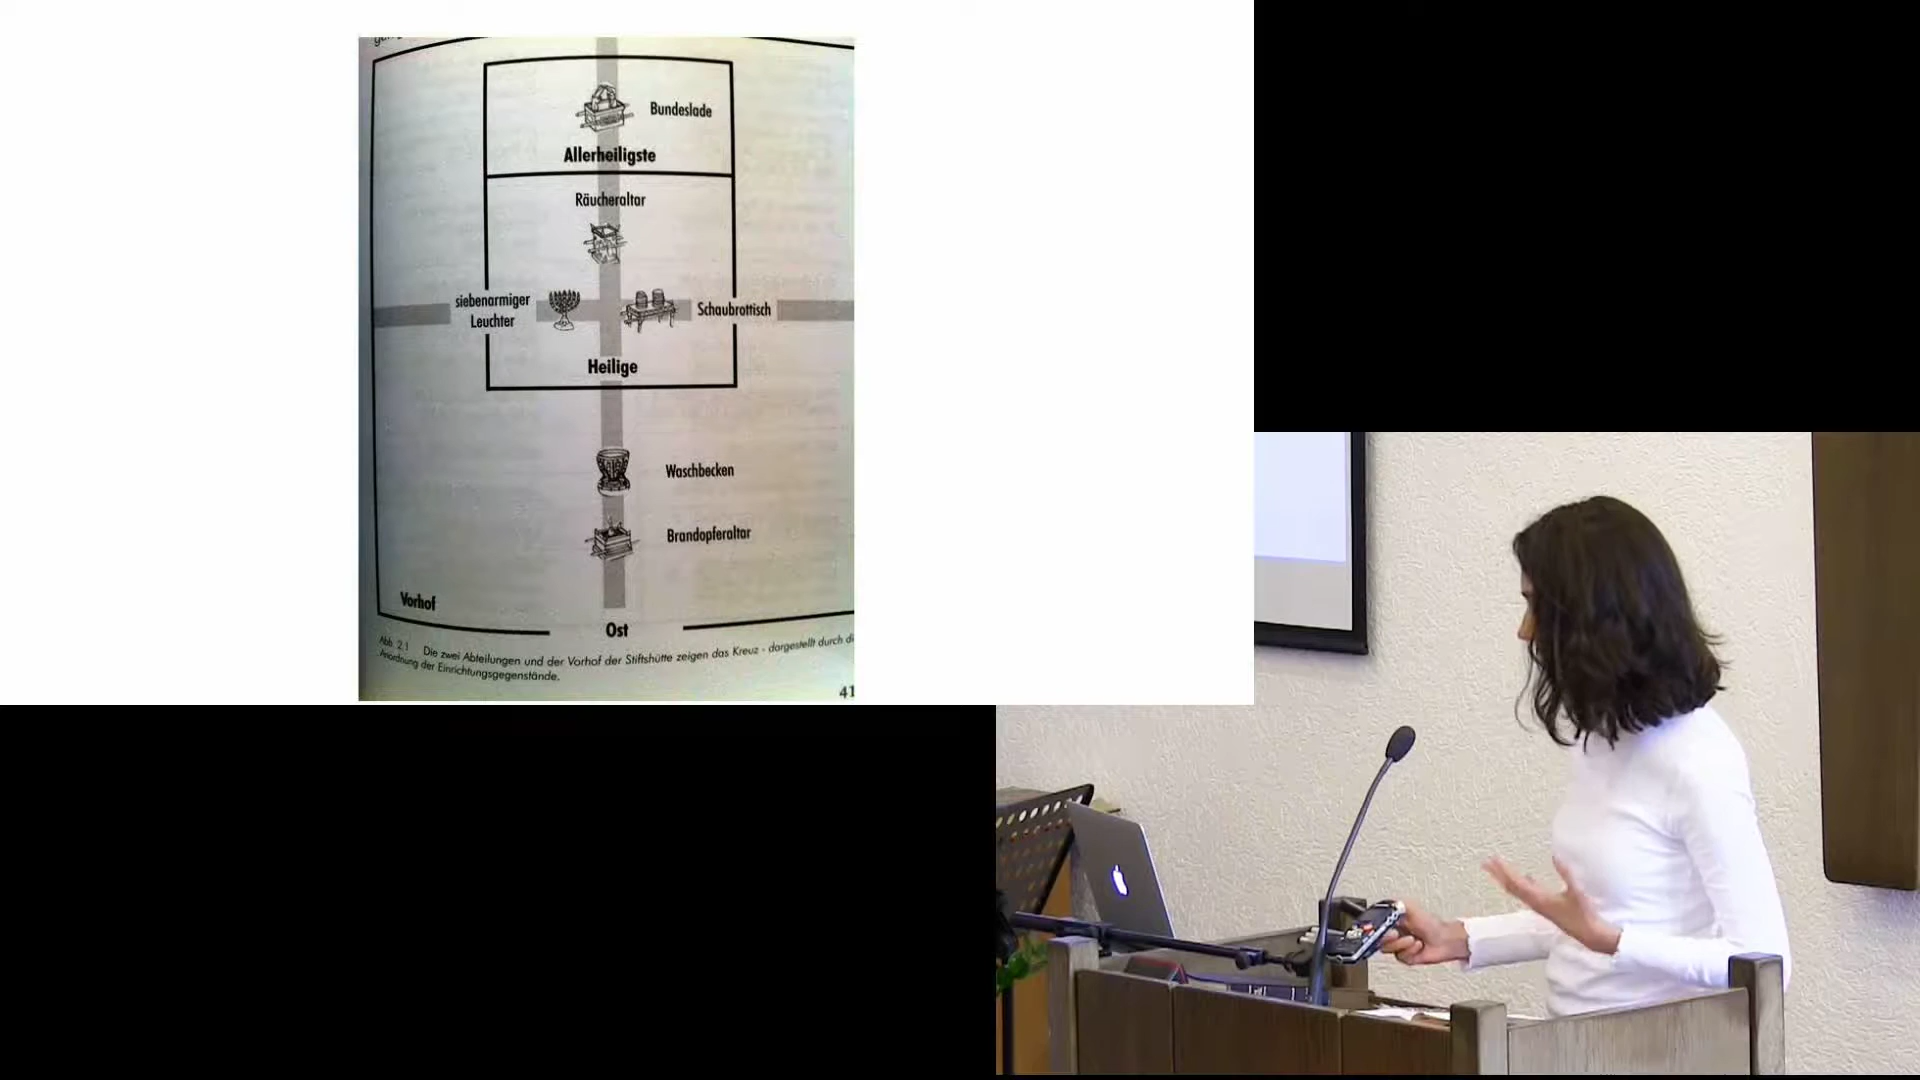 Bundeslade
Allerheiligste
Räucheraltar
siebenarmiger
Leuchter
Schaubrottisch
Heilige
Waschbecken
Brandopferaltar
Vorhof
Ost
Abb. 2.1 Die zwei Abteilungen und der Vorhof der Stiftshütte zeigen das Kreuz - dargestellt durch di
Anordnung der Einrichtungsgegenstände.
41